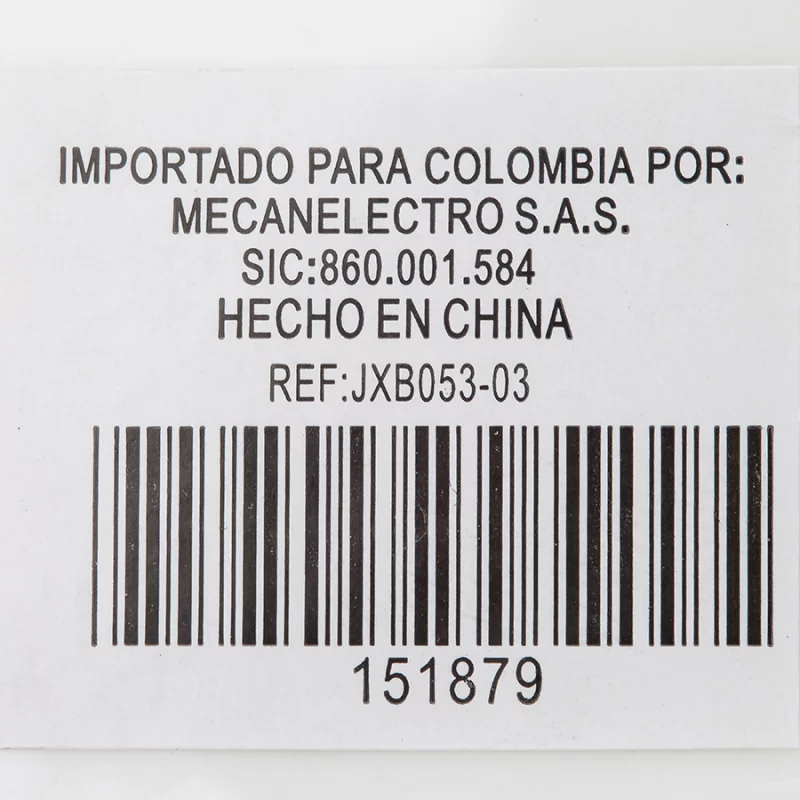 IMPORTADO PARA COLOMBIA POR:
MECANELECTRO S.A.S.
SIC:860.001.584
HECHO EN CHINA
REF:JXB053-03
151879